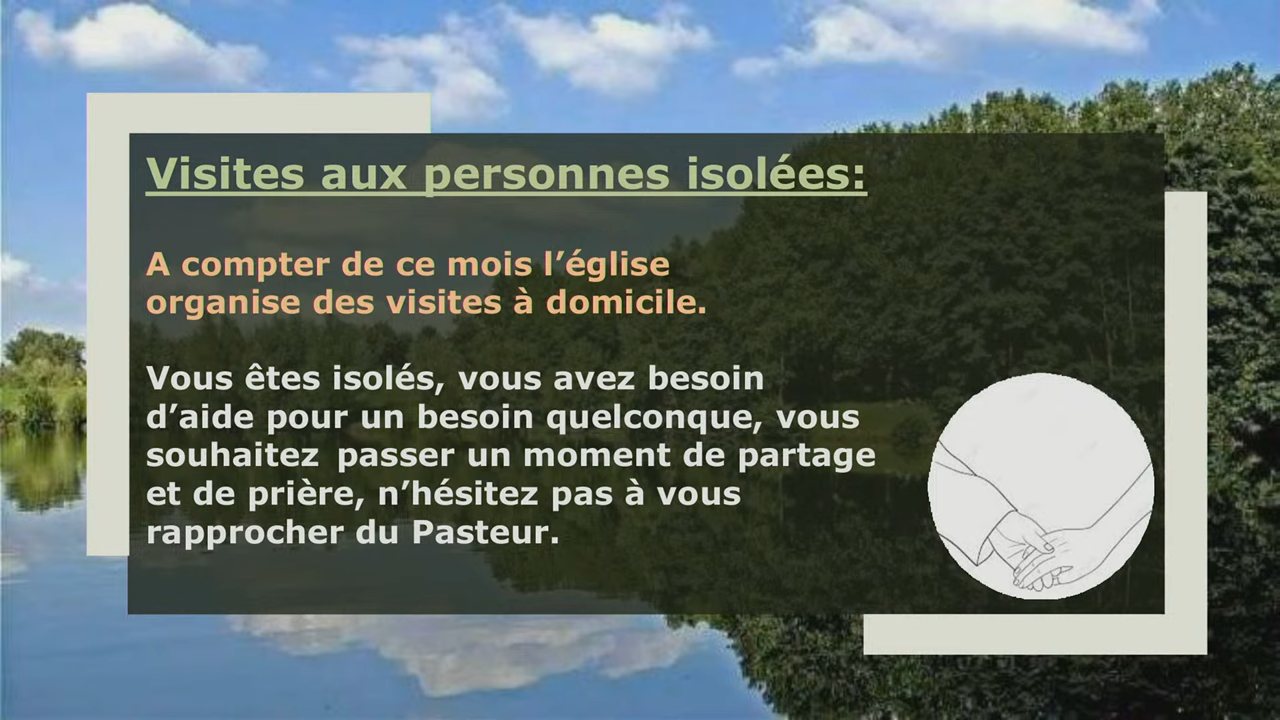 Visites aux personnes isolées:
A compter de ce mois l’église
organise des visites à domicile.
Vous êtes isolés, vous avez besoin
d’aide pour un besoin quelconque, vous
souhaitez passer un moment de partage
et de prière, n’hésitez pas à vous
rapprocher du Pasteur.